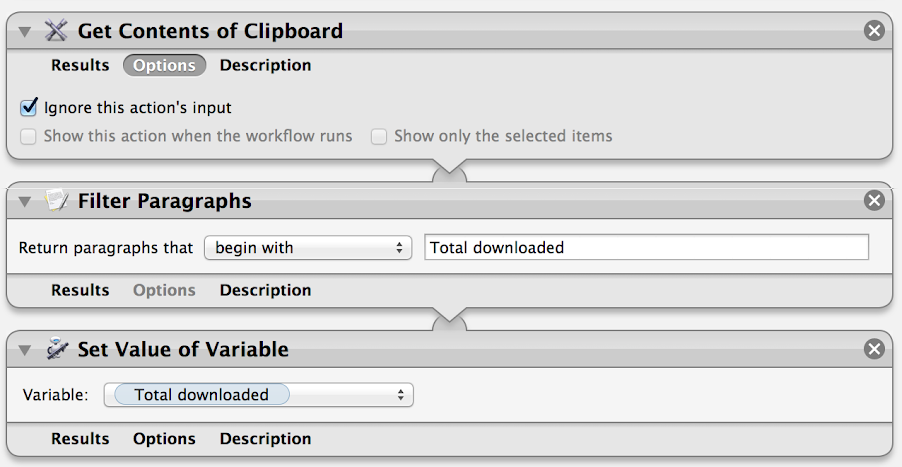 Get Contents of Clipboard
Results Options Description
Ignore this action's input
Show this action when the workflow runs Show only the selected items
Filter Paragraphs
Return paragraphs that begin with Total downloaded
Results Options Description
Set Value of Variable
Variable: Total downloaded
Results Options Description